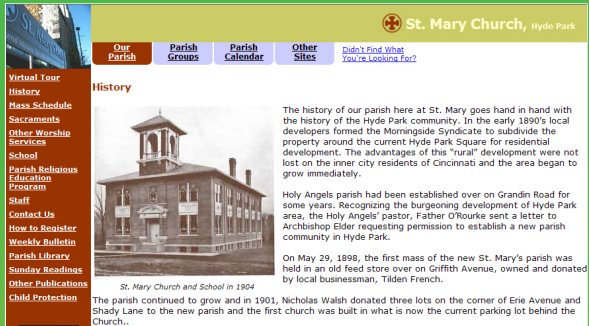 St. Mary Church, Hyde Park
Our
Parish
Parish
Groups
Parish
Calendar
Other
Sites
Didn't Find What
You're Looking For?
Virtual Tour
History
Mass Schedule
Sacraments
Other Worship
Services
School
Parish Religious
Education
Program
Staff
Contact Us
How to Register
Weekly Bulletin
Parish Library
Sunday Readings
Other Publications
Child Protection
History
The history of our parish here at St. Mary goes hand in hand with
the history of the Hyde Park community. In the early 1890's local
developers formed the Morningside Syndicate to subdivide the
property around the current Hyde Park Square for residential
development. The advantages of this "rural" development were not
lost on the inner city residents of Cincinnati and the area began to
grow immediately.
Holy Angels parish had been established over on Grandin Road for
some years. Recognizing the burgeoning development of Hyde Park
area, the Holy Angels' pastor, Father O'Rourke sent a letter to
Archbishop Elder requesting permission to establish a new parish
community in Hyde Park.
On May 29, 1898, the first mass of the new St. Mary's parish was
held in an old feed store over on Griffith Avenue, owned and donated
by local businessman, Tilden French.
St. Mary Church and School in 1904
The parish continued to grow and in 1901, Nicholas Walsh donated three lots on the corner of Erie Avenue and
Shady Lane to the new parish and the first church was built in what is now the current parking lot behind the
Church..